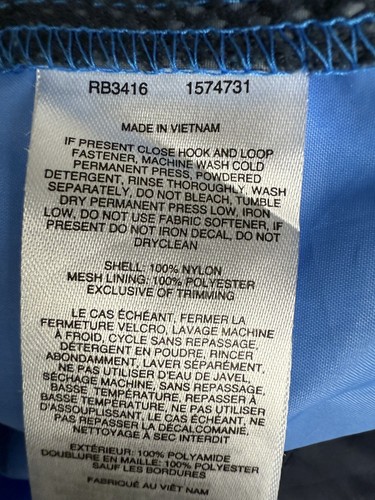 RB3416 1574731
MADE IN VIETNAM
IF PRESENT CLOSE HOOK AND LOOP
FASTENER, MACHINE WASH COLD
PERMANENT PRESS, POWDERED
DETERGENT, RINSE THOROUGHLY, WASH
SEPARATELY, DO NOT BLEACH, TUMBLE
DRY PERMANENT PRESS LOW, IRON
LOW, DO NOT USE FABRIC SOFTENER, IF
PRESENT DO NOT IRON DECAL, DO NOT
DRYCLEAN
SHELL: 100% NYLON
MESH LINING: 100% POLYESTER
EXCLUSIVE OF TRIMMING
LE CAS ÉCHÉANT, FERMER LA
FERMETURE VELCRO, LAVAGE MACHINE
À FROID, CYCLE SANS REPASSAGE,
DÉTERGENT EN POUDRE, RINCER
ABONDAMMENT, LAVER SÉPARÉMENT,
NE PAS UTILISER D'EAU DE JAVEL,
SÉCHAGE MACHINE, SANS REPASSAGE,
BASSE TEMPÉRATURE, REPASSER À
BASSE TEMPÉRATURE, NE PAS UTILISER
D'ASSOUPLISSANT. LE CAS ÉCHÉANT, NE
PAS REPASSER LA DÉCALCOMANIE,
NETTOYAGE À SEC INTERDIT
EXTÉRIEUR: 100% POLYAMIDE
DOUBLURE EN MAILLE: 100% POLYESTER
SAUF LES BORDURES
FABRIQUÉ AU VIÊT NAM